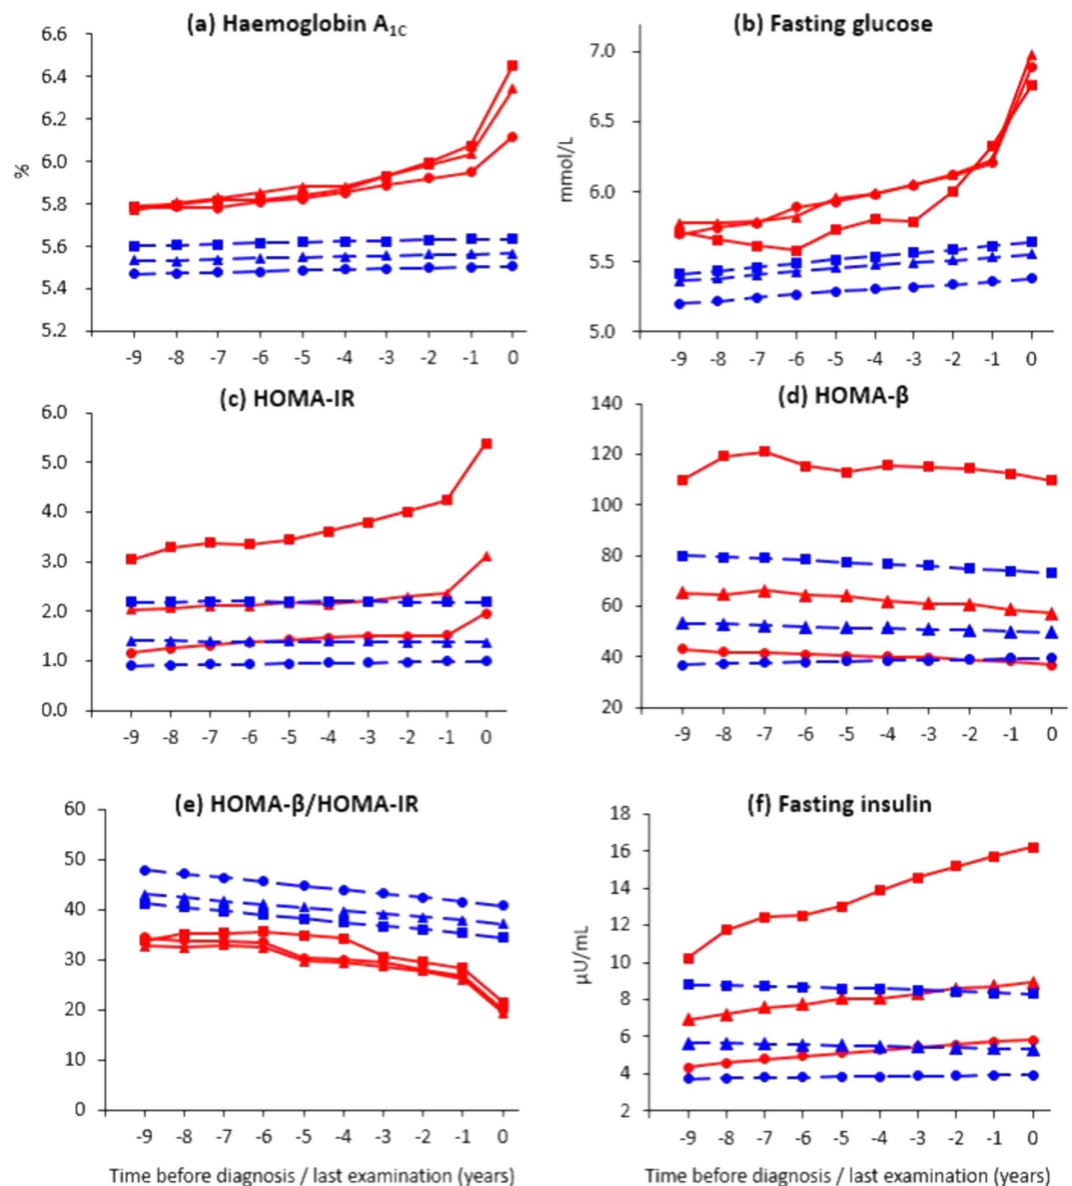 (a) Haemoglobin A1C
6.6
6.4
6.2
6.0
5.8
5.6
5.4
5.2
%
-9 -8 -7 -6 -5 -4 -3 -2 -1 0
(b) Fasting glucose
7.0
6.5
6.0
5.5
5.0
mmol/L
-9 -8 -7 -6 -5 -4 -3 -2 -1 0
(c) HOMA-IR
6.0
5.0
4.0
3.0
2.0
1.0
0.0
-9 -8 -7 -6 -5 -4 -3 -2 -1 0
(d) HOMA-β
140
120
100
80
60
40
20
-9 -8 -7 -6 -5 -4 -3 -2 -1 0
(e) HOMA-β/HOMA-IR
60
50
40
30
20
10
0
-9 -8 -7 -6 -5 -4 -3 -2 -1 0
Time before diagnosis / last examination (years)
(f) Fasting insulin
18
16
14
12
10
8
6
4
2
µU/mL
-9 -8 -7 -6 -5 -4 -3 -2 -1 0
Time before diagnosis / last examination (years)